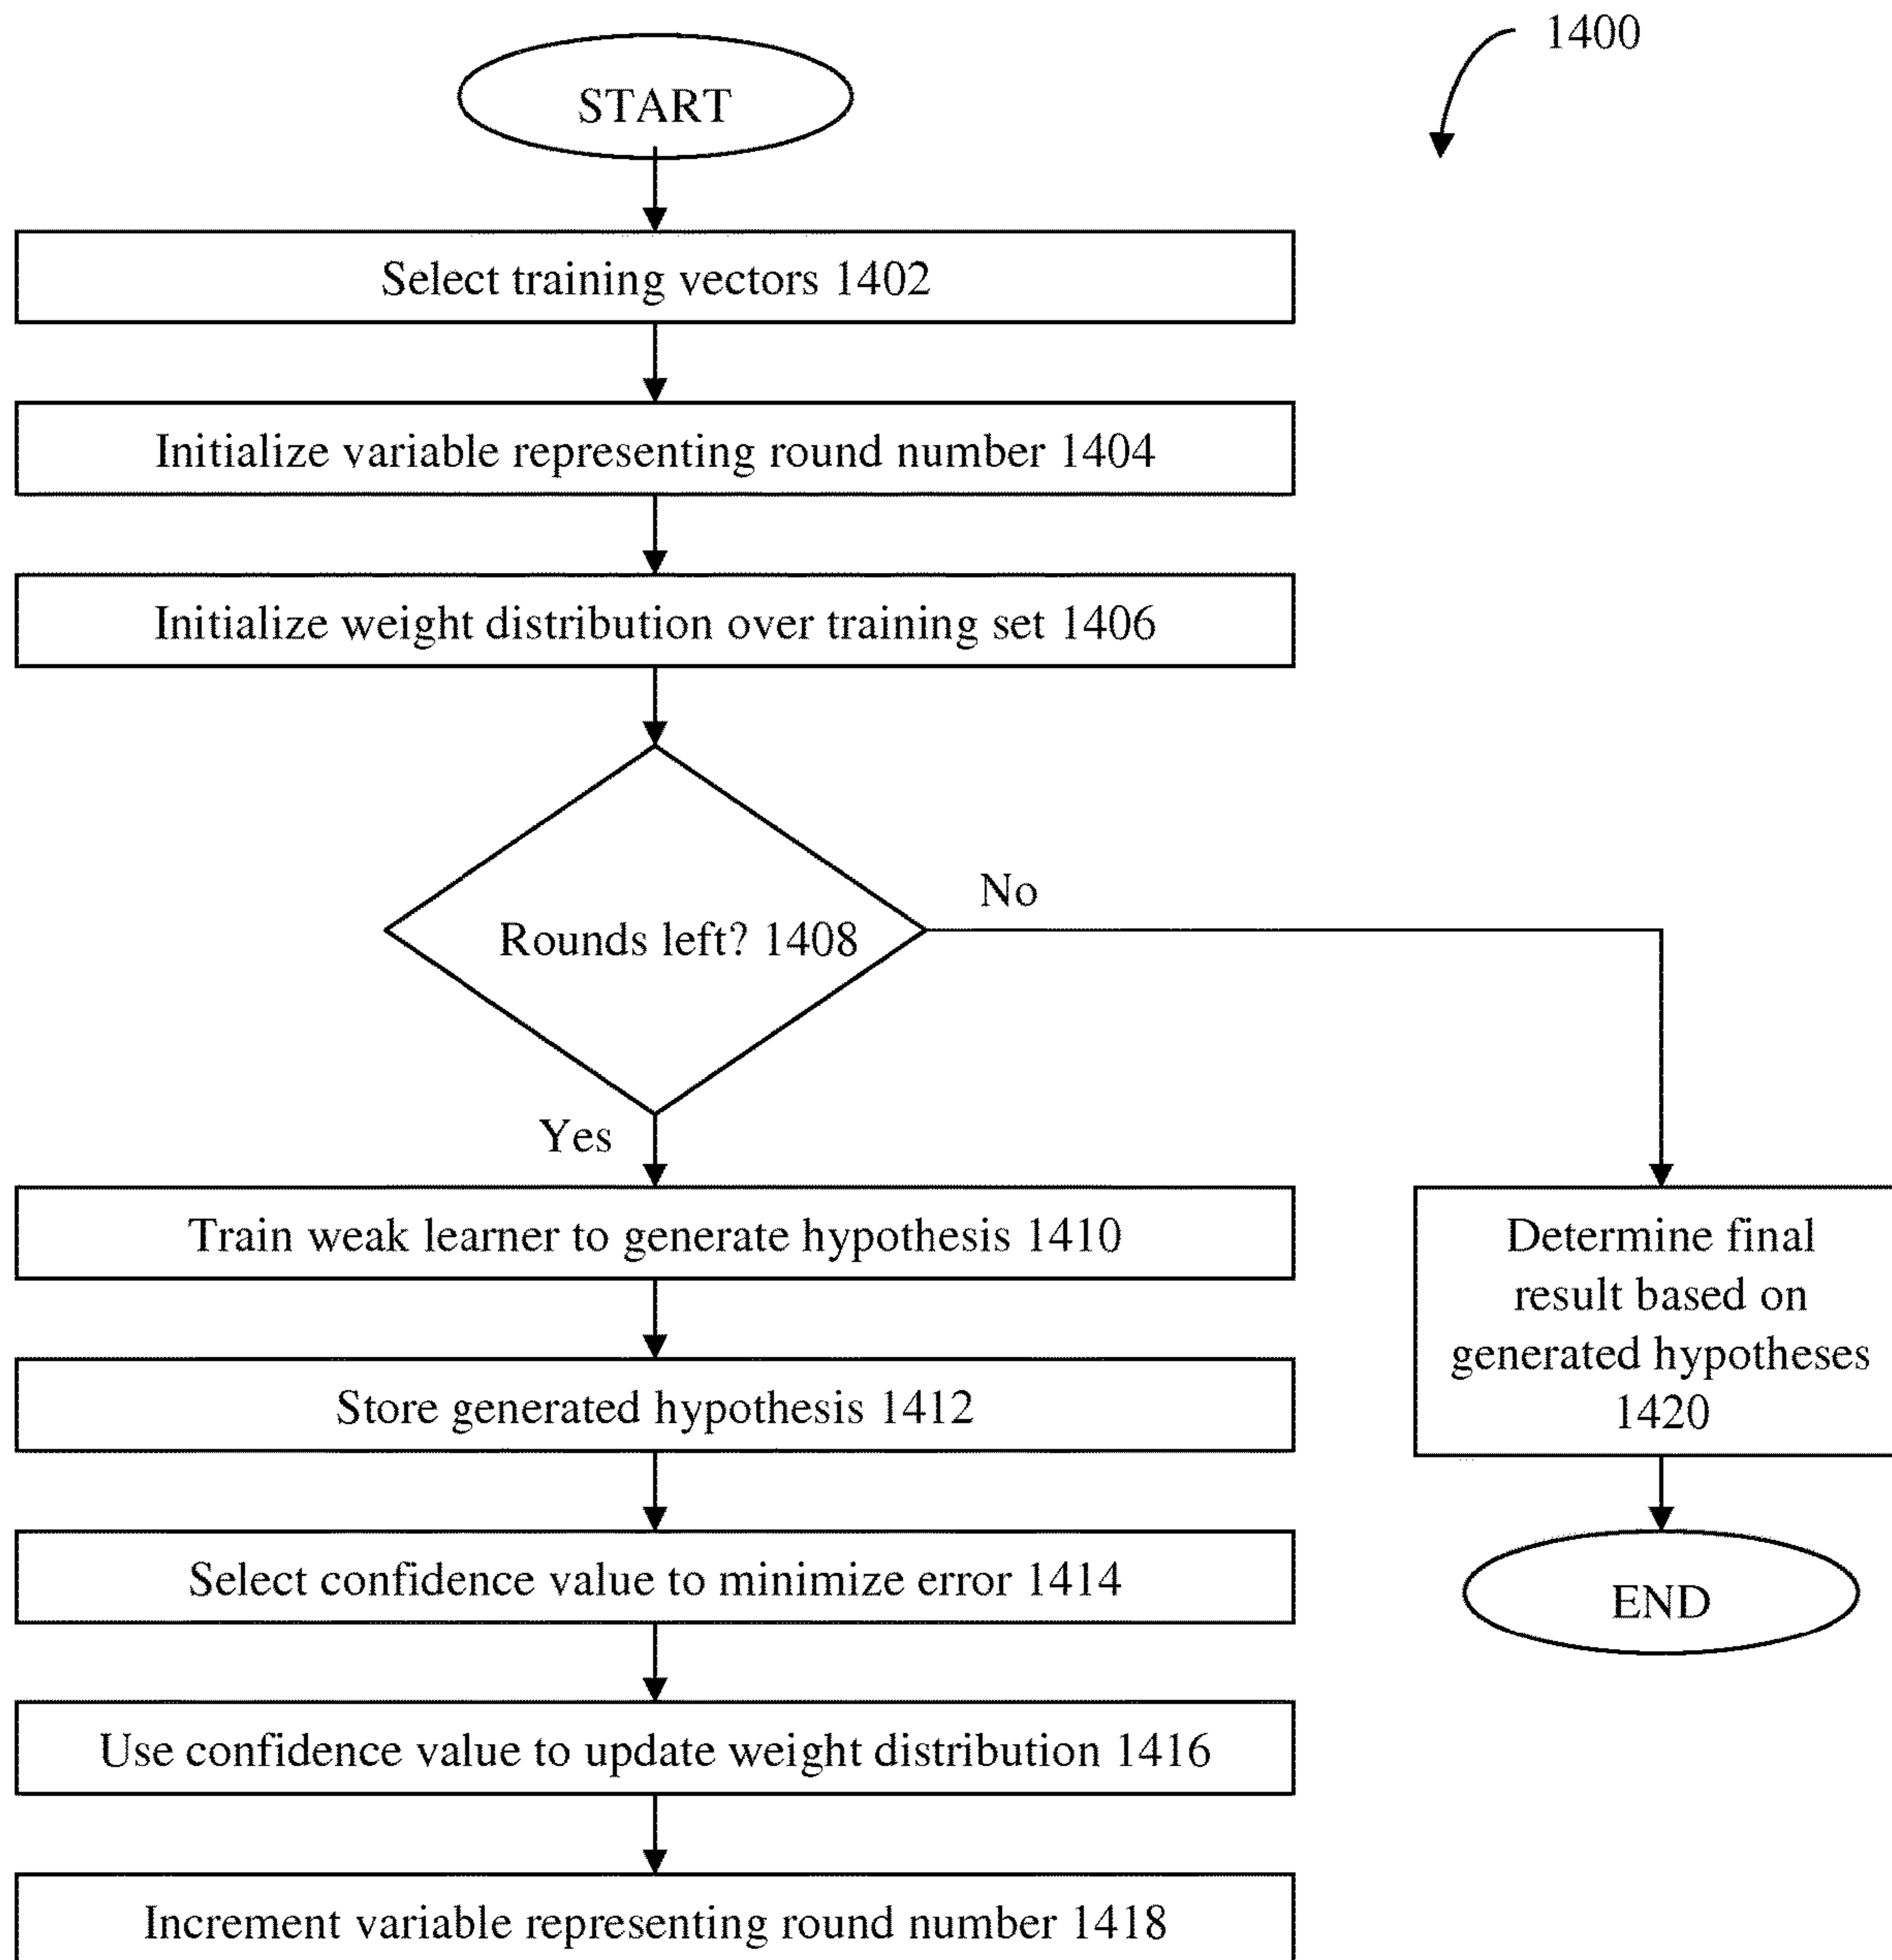 1400
START
Select training vectors 1402
Initialize variable representing round number 1404
Initialize weight distribution over training set 1406
Rounds left? 1408
No
Yes
Train weak learner to generate hypothesis 1410
Store generated hypothesis 1412
Select confidence value to minimize error 1414
Use confidence value to update weight distribution 1416
Increment variable representing round number 1418
Determine final
result based on
generated hypotheses
1420
END